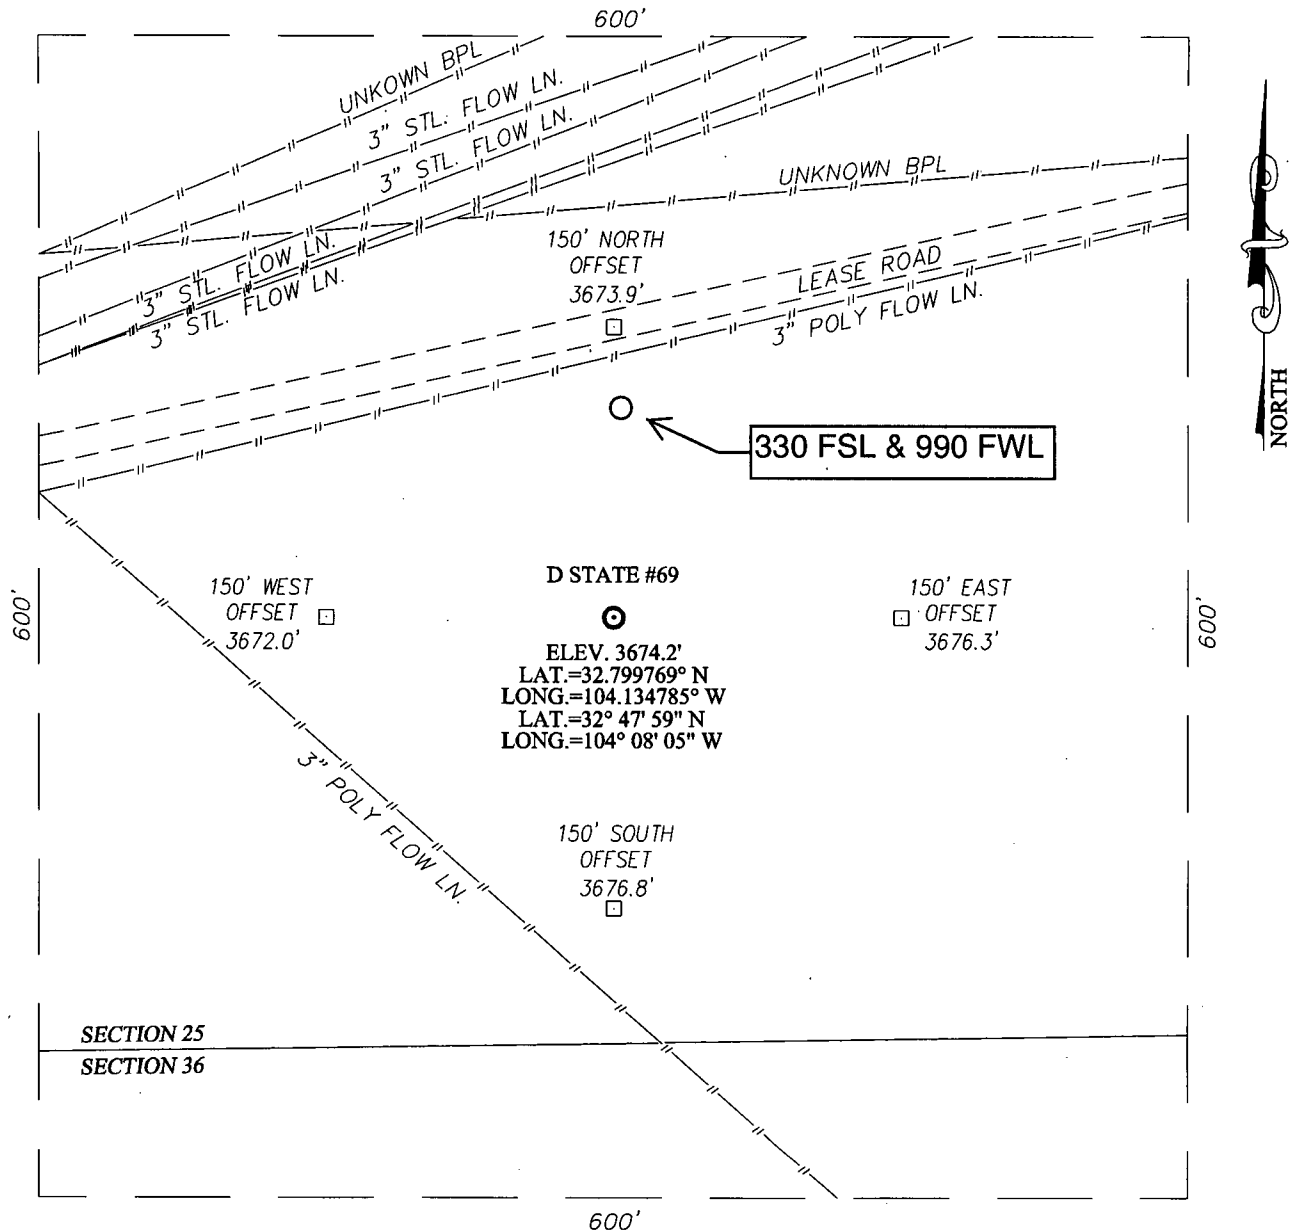 600'
UNKOWN BPL
3" STL. FLOW LN.
3" STL. FLOW LN.
UNKNOWN BPL
150' NORTH
OFFSET
3673.9'
3" STL. FLOW LN.
3" STL. FLOW LN.
LEASE ROAD
3" POLY FLOW LN.
NORTH
330 FSL & 990 FWL
600'
150' WEST
OFFSET
3672.0'
D STATE #69
ELEV. 3674.2'
LAT.=32.799769° N
LONG.=104.134785° W
LAT.=32° 47' 59" N
LONG.=104° 08' 05" W
150' EAST
OFFSET
3676.3'
600'
3" POLY FLOW LN.
150' SOUTH
OFFSET
3676.8'
SECTION 25
SECTION 36
600'